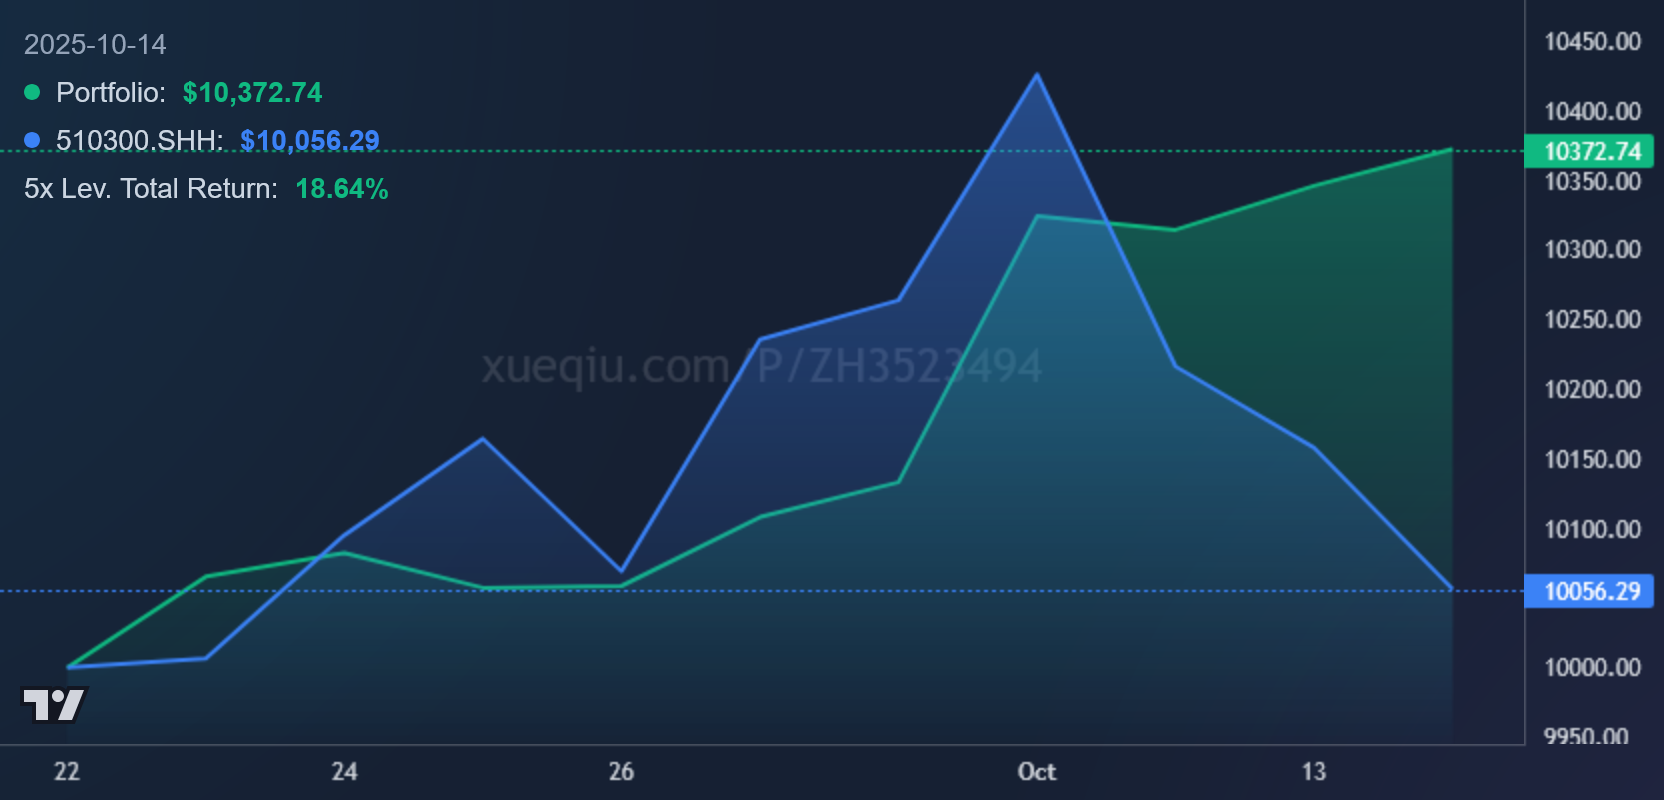 2025-10-14
Portfolio: $10,372.74
510300.SHH: $10,056.29
5x Lev. Total Return: 18.64%
xueqiu.com/P/ZH3523494
10450.00
10400.00
10372.74
10350.00
10300.00
10250.00
10200.00
10150.00
10100.00
10056.29
10000.00
9950.00
22 24 26 Oct 13